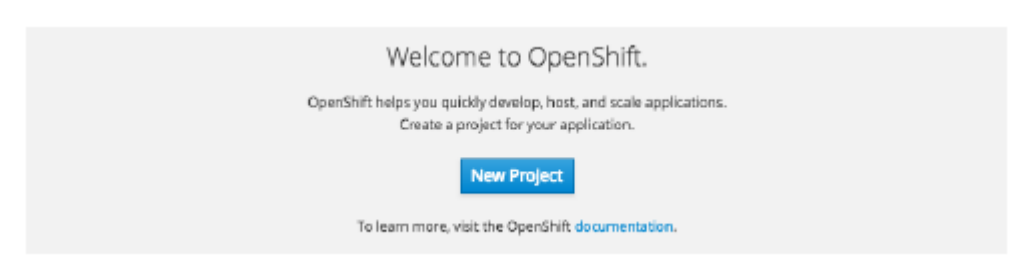 Welcome to OpenShift.
OpenShift helps you quickly develop, host, and scale applications.
Create a project for your application.
New Project
To learn more, visit the OpenShift documentation.